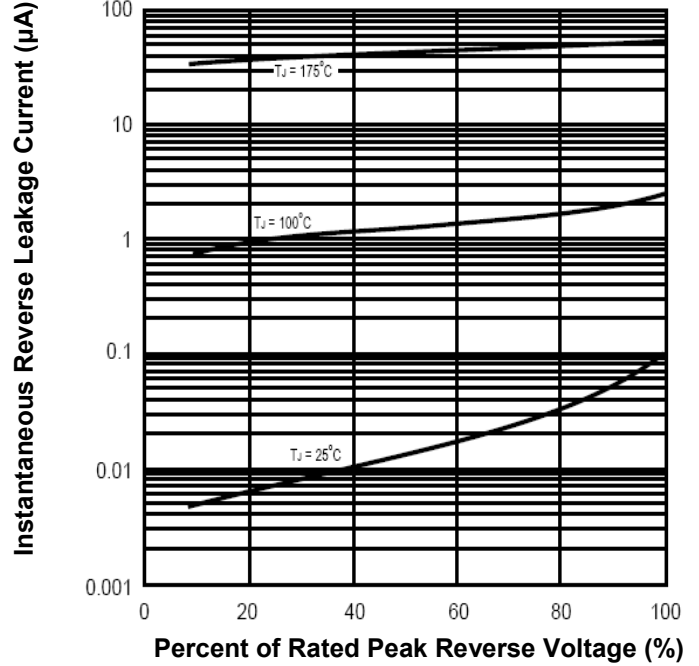 Instantaneous Reverse Leakage Current (μA)
100
10
1
0.1
0.01
0.001
TJ = 175°C
TJ = 100°C
TJ = 25°C
0
20
40
60
80
100
Percent of Rated Peak Reverse Voltage (%)